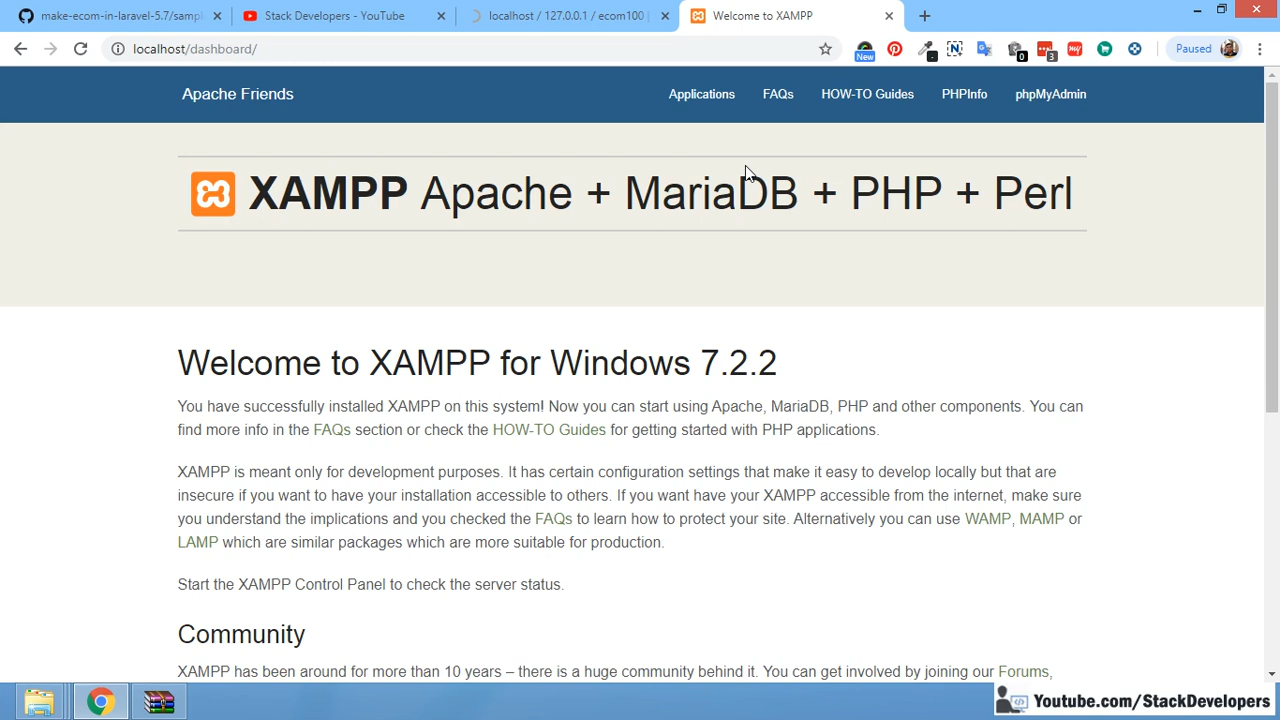 make-ecom-in-laravel-5.7/sampl
Stack Developers - YouTube
localhost / 127.0.0.1 / ecom100 |
Welcome to XAMPP
localhost/dashboard/
New
0
3
Paused
Apache Friends
Applications
FAQs
HOW-TO Guides
PHPInfo
phpMyAdmin
XAMPP Apache + MariaDB + PHP + Perl
Welcome to XAMPP for Windows 7.2.2
You have successfully installed XAMPP on this system! Now you can start using Apache, MariaDB, PHP and other components. You can
find more info in the FAQs section or check the HOW-TO Guides for getting started with PHP applications.
XAMPP is meant only for development purposes. It has certain configuration settings that make it easy to develop locally but that are
insecure if you want to have your installation accessible to others. If you want have your XAMPP accessible from the internet, make sure
you understand the implications and you checked the FAQs to learn how to protect your site. Alternatively you can use WAMP, MAMP or
LAMP which are similar packages which are more suitable for production.
Start the XAMPP Control Panel to check the server status.
Community
XAMPP has been around for more than 10 years – there is a huge community behind it. You can get involved by joining our Forums,
Youtube.com/StackDevelopers